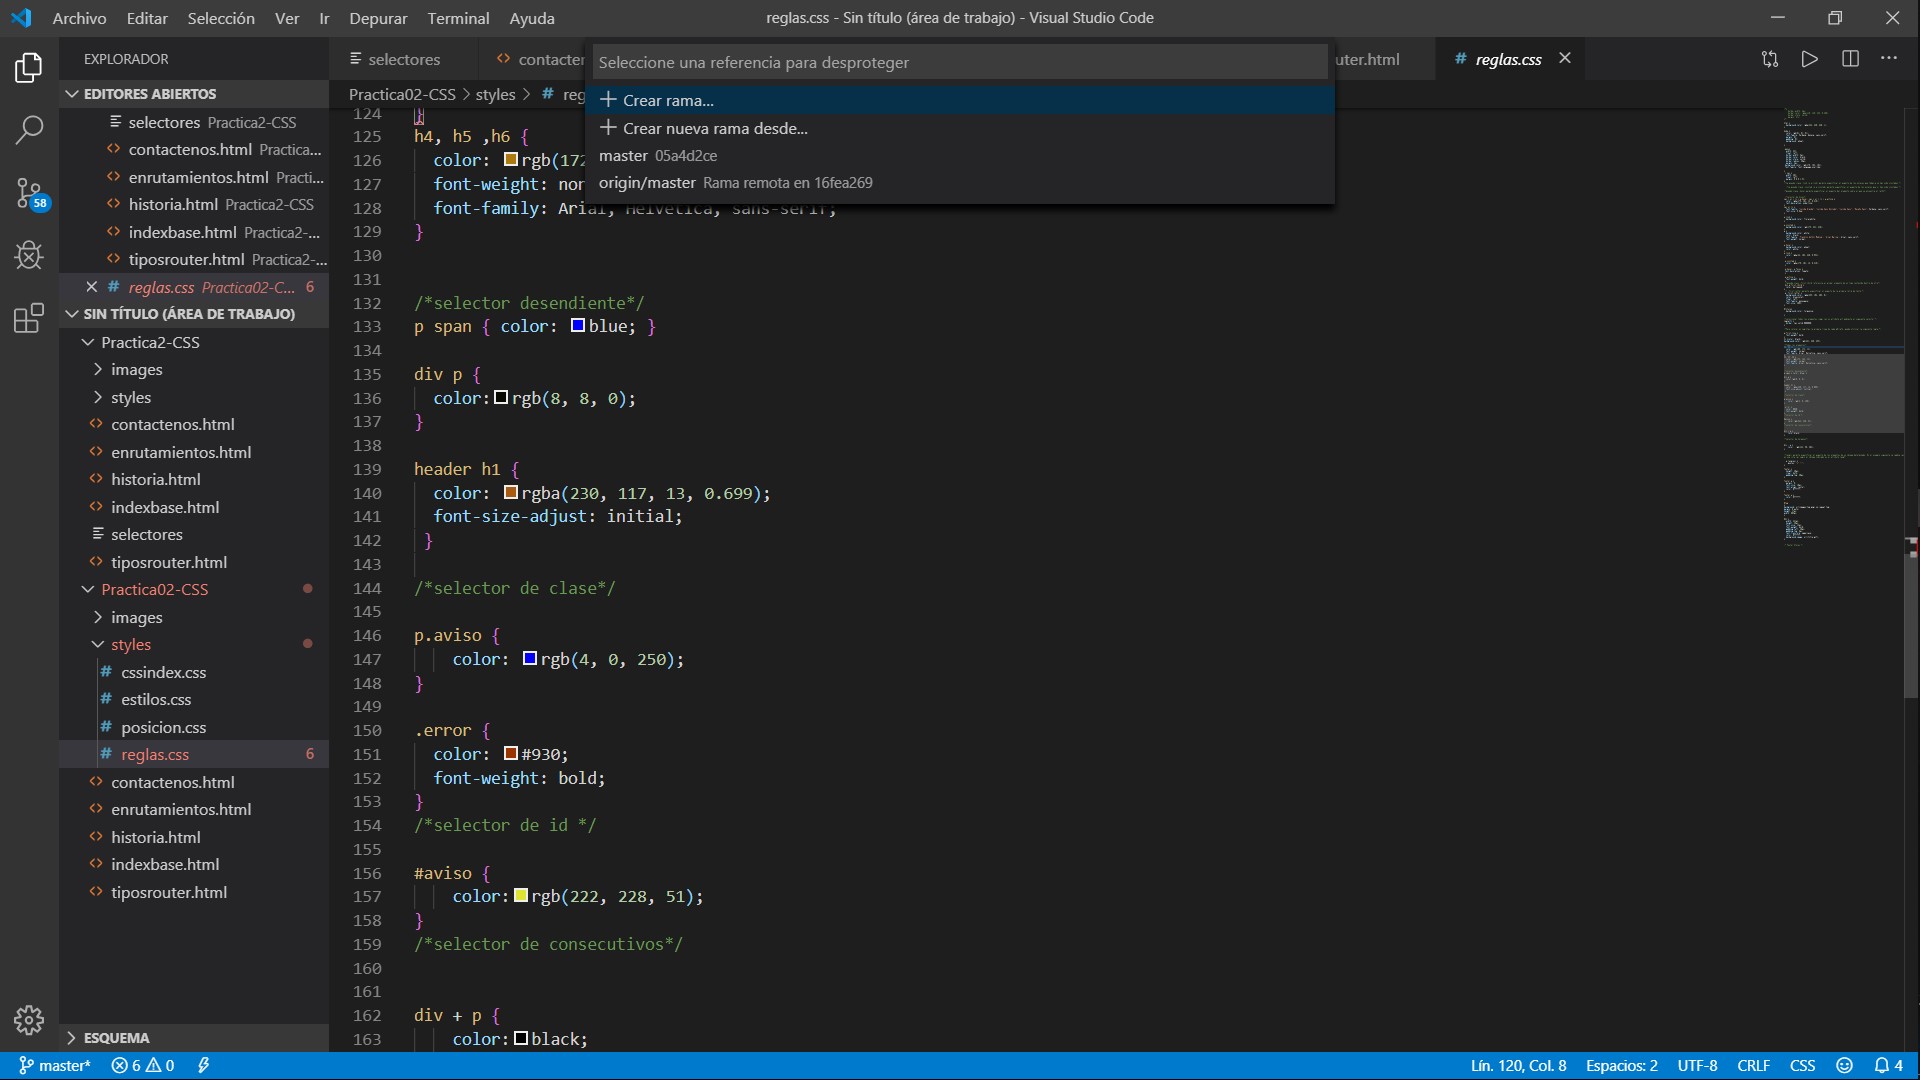 Archivo Editar Selección Ver Ir Depurar Terminal Ayuda
reglas.css - Sin título (área de trabajo) - Visual Studio Code
EXPLORADOR
EDITORES ABIERTOS
selectores Practica2-CSS
contactenos.html Practica...
enrutamientos.html Practi...
historia.html Practica2-CSS
indexbase.html Practica2-...
tiposrouter.html Practica2-...
reglas.css Practica02-C... 6
SIN TÍTULO (ÁREA DE TRABAJO)
Practica2-CSS
images
styles
contactenos.html
enrutamientos.html
historia.html
indexbase.html
selectores
tiposrouter.html
Practica02-CSS
images
styles
cssindex.css
estilos.css
posicion.css
reglas.css 6
contactenos.html
enrutamientos.html
historia.html
indexbase.html
tiposrouter.html
ESQUEMA
58
selectores
contacten
uter.html
reglas.css
Practica02-CSS > styles > # reg
Seleccione una referencia para desproteger
+ Crear rama...
+ Crear nueva rama desde...
master 05a4d2ce
origin/master Rama remota en 16fea269
124 }
125 h4, h5 ,h6 {
126 color: rgb(172
127 font-weight: nor
128 font-family: Arial, Helvetica, sans-serif;
129 }
130
131
132 /*selector desendiente*/
133 p span { color: blue; }
134
135 div p {
136 color: rgb(8, 8, 0);
137 }
138
139 header h1 {
140 color: rgba(230, 117, 13, 0.699);
141 font-size-adjust: initial;
142 }
143
144 /*selector de clase*/
145
146 p.aviso {
147 color: rgb(4, 0, 250);
148 }
149
150 .error {
151 color: #930;
152 font-weight: bold;
153 }
154 /*selector de id */
155
156 #aviso {
157 color: rgb(222, 228, 51);
158 }
159 /*selector de consecutivos*/
160
161
162 div + p {
163 color: black;
master* 6 0
Lín. 120, Col. 8 Espacios: 2 UTF-8 CRLF CSS 4